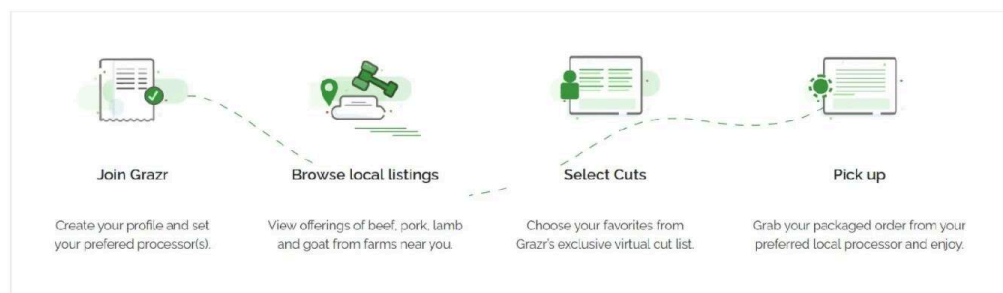 Join Grazr
Create your profile and set
your prefered processor(s).
Browse local listings
View offerings of beef, pork, lamb
and goat from farms near you.
Select Cuts
Choose your favorites from
Grazr's exclusive virtual cut list.
Pick up
Grab your packaged order from your
preferred local processor and enjoy.